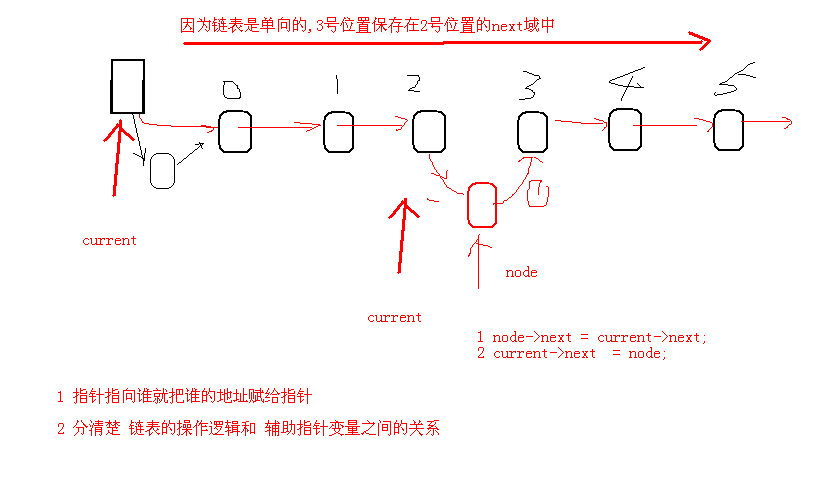 因为链表是单向的,3号位置保存在2号位置的next域中
0 1 2 3 4 5
current
node
current
1 node->next = current->next;
2 current->next  = node;
1 指针指向谁就把谁的地址赋给指针
2 分清楚 链表的操作逻辑和 辅助指针变量之间的关系